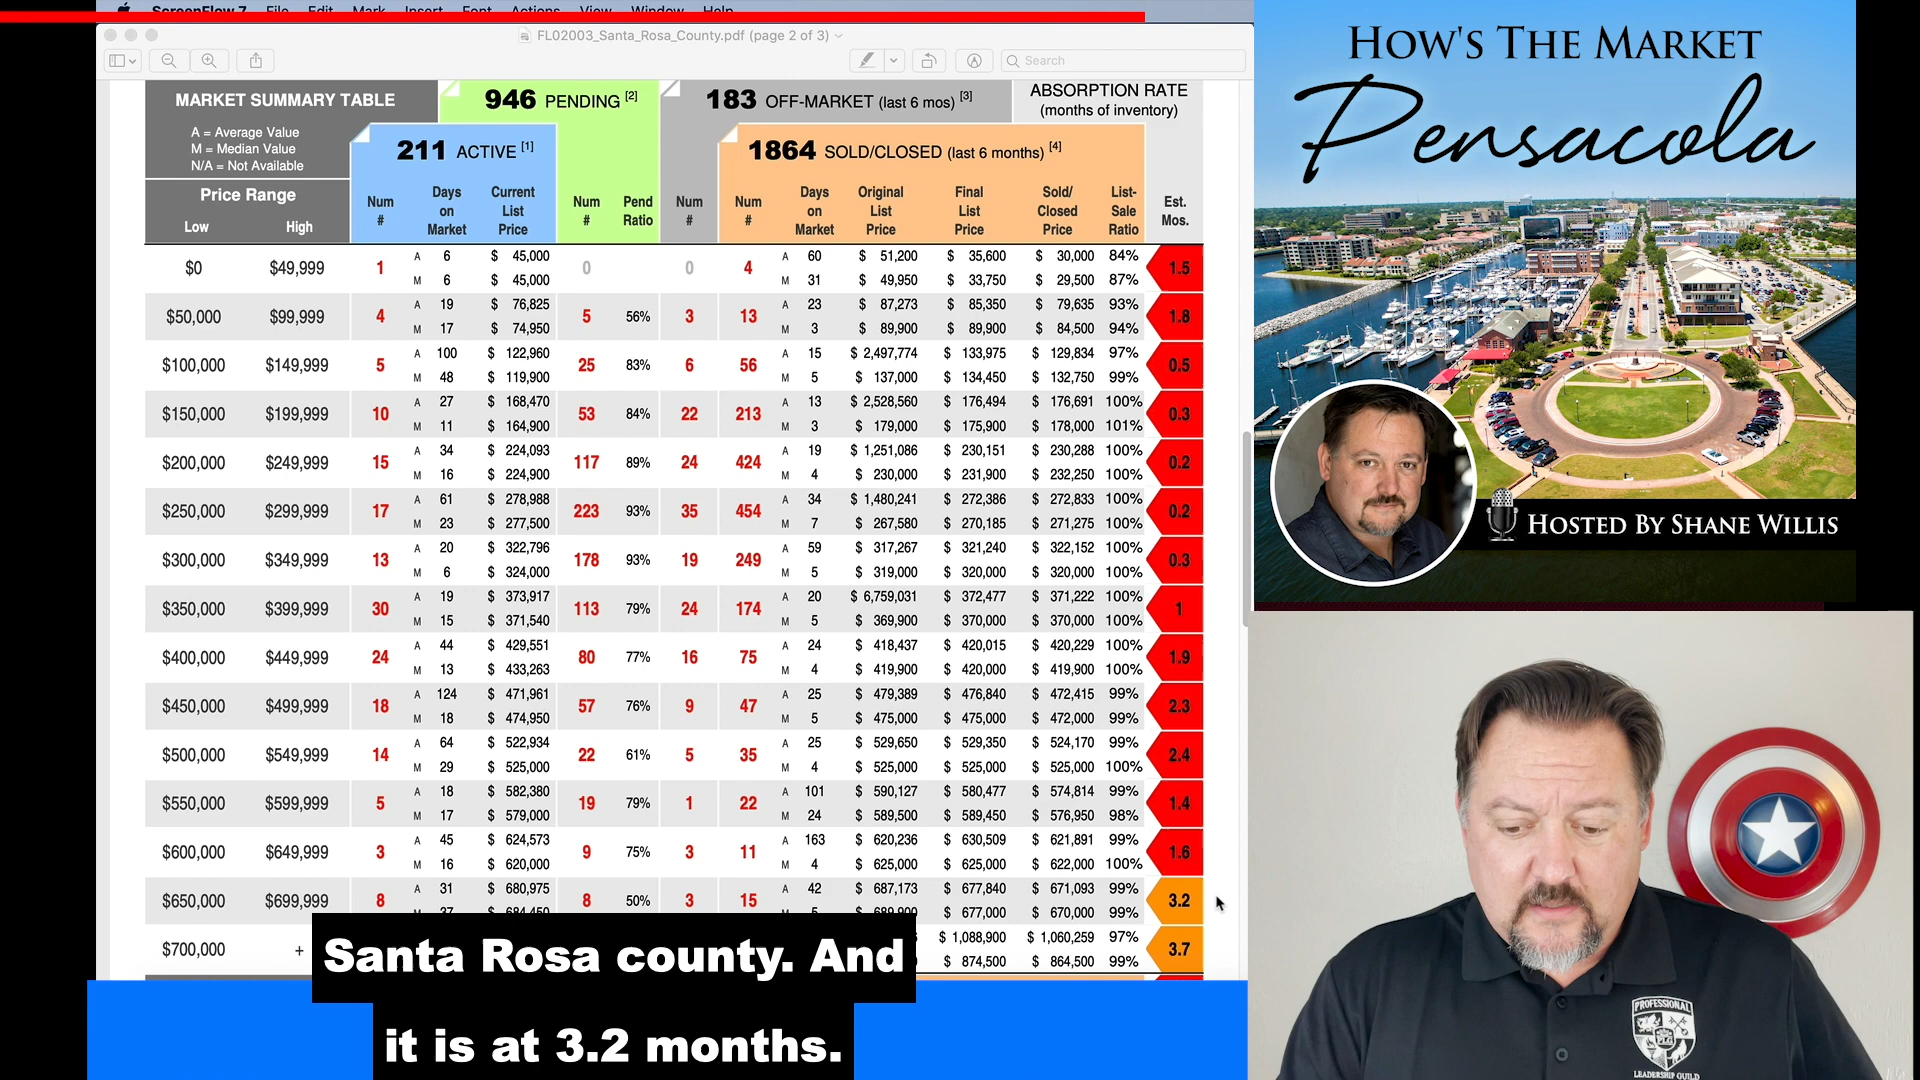 ScreenFlow 7 File Edit Mark Insert Font Actions View Window Help
FL02003_Santa_Rosa_County.pdf (page 2 of 3)
Search
MARKET SUMMARY TABLE
A = Average Value
M = Median Value
N/A = Not Available
946 PENDING [2]
183 OFF-MARKET (last 6 mos) [3]
ABSORPTION RATE
(months of inventory)
211 ACTIVE [1]
1864 SOLD/CLOSED (last 6 months) [4]
Price Range
Low High Num # Days on Market Current List Price Num # Pend Ratio Num # Num # Days on Market Original List Price Final List Price Sold/ Closed Price List- Sale Ratio Est. Mos.
$0 $49,999 1 A 6 $ 45,000 0 0 4 A 60 $ 51,200 $ 35,600 $ 30,000 84% 1.5
M 6 $ 45,000 M 31 $ 49,950 $ 33,750 $ 29,500 87%
$50,000 $99,999 4 A 19 $ 76,825 5 56% 3 13 A 23 $ 87,273 $ 85,350 $ 79,635 93% 1.8
M 17 $ 74,950 M 3 $ 89,900 $ 89,900 $ 84,500 94%
$100,000 $149,999 5 A 100 $ 122,960 25 83% 6 56 A 15 $ 2,497,774 $ 133,975 $ 129,834 97% 0.5
M 48 $ 119,900 M 5 $ 137,000 $ 134,450 $ 132,750 99%
$150,000 $199,999 10 A 27 $ 168,470 53 84% 22 213 A 13 $ 2,528,560 $ 176,494 $ 176,691 100% 0.3
M 11 $ 164,900 M 3 $ 179,000 $ 175,900 $ 178,000 101%
$200,000 $249,999 15 A 34 $ 224,093 117 89% 24 424 A 19 $ 1,251,086 $ 230,151 $ 230,288 100% 0.2
M 16 $ 224,900 M 4 $ 230,000 $ 231,900 $ 232,250 100%
$250,000 $299,999 17 A 61 $ 278,988 223 93% 35 454 A 34 $ 1,480,241 $ 272,386 $ 272,833 100% 0.2
M 23 $ 277,500 M 7 $ 267,580 $ 270,185 $ 271,275 100%
$300,000 $349,999 13 A 20 $ 322,796 178 93% 19 249 A 59 $ 317,267 $ 321,240 $ 322,152 100% 0.3
M 6 $ 324,000 M 5 $ 319,000 $ 320,000 $ 320,000 100%
$350,000 $399,999 30 A 19 $ 373,917 113 79% 24 174 A 20 $ 6,759,031 $ 372,477 $ 371,222 100% 1
M 15 $ 371,540 M 5 $ 369,900 $ 370,000 $ 370,000 100%
$400,000 $449,999 24 A 44 $ 429,551 80 77% 16 75 A 24 $ 418,437 $ 420,015 $ 420,229 100% 1.9
M 13 $ 433,263 M 4 $ 419,900 $ 420,000 $ 419,900 100%
$450,000 $499,999 18 A 124 $ 471,961 57 76% 9 47 A 25 $ 479,389 $ 476,840 $ 472,415 99% 2.3
M 18 $ 474,950 M 5 $ 475,000 $ 475,000 $ 472,000 99%
$500,000 $549,999 14 A 64 $ 522,934 22 61% 5 35 A 25 $ 529,650 $ 529,350 $ 524,170 99% 2.4
M 29 $ 525,000 M 4 $ 525,000 $ 525,000 $ 525,000 100%
$550,000 $599,999 5 A 18 $ 582,380 19 79% 1 22 A 101 $ 590,127 $ 580,477 $ 574,814 99% 1.4
M 17 $ 579,000 M 24 $ 589,500 $ 589,450 $ 576,950 98%
$600,000 $649,999 3 A 45 $ 624,573 9 75% 3 11 A 163 $ 620,236 $ 630,509 $ 621,891 99% 1.6
M 16 $ 620,000 M 4 $ 625,000 $ 625,000 $ 622,000 100%
$650,000 $699,999 8 A 31 $ 680,975 8 50% 3 15 A 42 $ 687,173 $ 677,840 $ 671,093 99% 3.2
$ 677,000 $ 670,000 99%
$700,000 + $ 1,088,900 $ 1,060,259 97% 3.7
$ 874,500 $ 864,500 99%
Santa Rosa county. And
it is at 3.2 months.
HOW'S THE MARKET
Pensacola
HOSTED BY SHANE WILLIS
PROFESSIONAL
PLG
LEADERSHIP GUILD